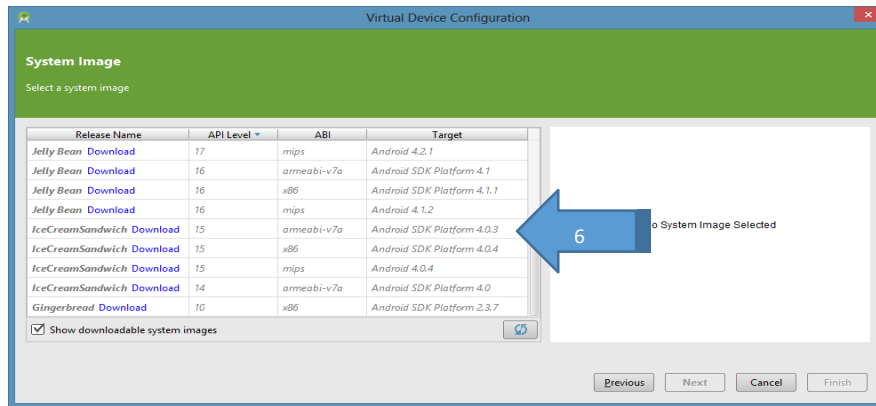 Virtual Device Configuration
System Image
Select a system image
Release Name API Level ABI Target
Jelly Bean Download 17 mips Android 4.2.1
Jelly Bean Download 16 armeabi-v7a Android SDK Platform 4.1
Jelly Bean Download 16 x86 Android SDK Platform 4.1.1
Jelly Bean Download 16 mips Android 4.1.2
IceCreamSandwich Download 15 armeabi-v7a Android SDK Platform 4.0.3
IceCreamSandwich Download 15 x86 Android SDK Platform 4.0.4
IceCreamSandwich Download 15 mips Android 4.0.4
IceCreamSandwich Download 14 armeabi-v7a Android SDK Platform 4.0
Gingerbread Download 10 x86 Android SDK Platform 2.3.7
6
o System Image Selected
Show downloadable system images
Previous Next Cancel Finish